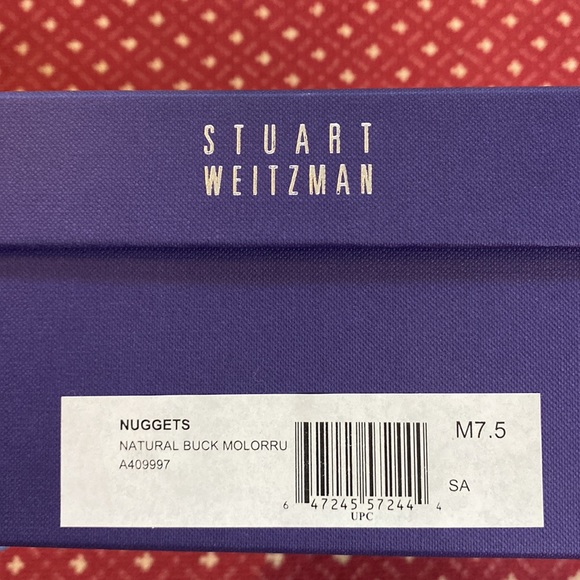 STUART
WEITZMAN
NUGGETS
NATURAL BUCK MOLORRU
A409997
M7.5
SA
6 47245 57244 4
UPC